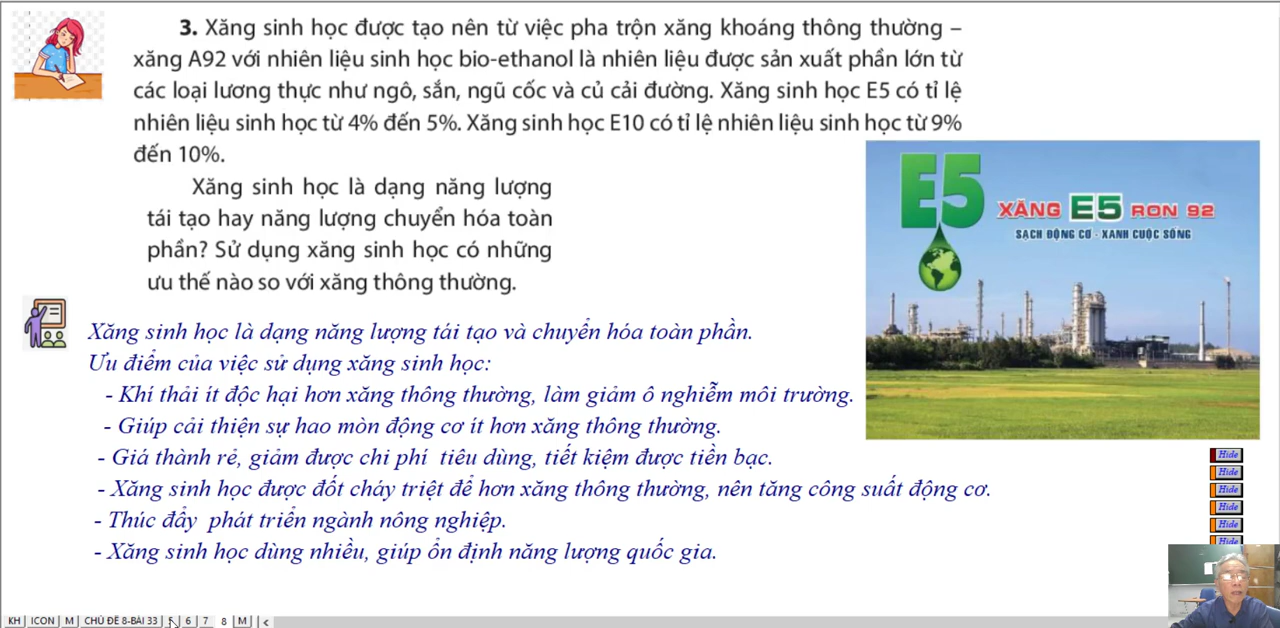 3. Xăng sinh học được tạo nên từ việc pha trộn xăng khoáng thông thường –
xăng A92 với nhiên liệu sinh học bio-ethanol là nhiên liệu được sản xuất phần lớn từ
các loại lương thực như ngô, sắn, ngũ cốc và củ cải đường. Xăng sinh học E5 có tỉ lệ
nhiên liệu sinh học từ 4% đến 5%. Xăng sinh học E10 có tỉ lệ nhiên liệu sinh học từ 9%
đến 10%.
Xăng sinh học là dạng năng lượng
tái tạo hay năng lượng chuyển hóa toàn
phần? Sử dụng xăng sinh học có những
ưu thế nào so với xăng thông thường.
E5
XĂNG E5 RON 92
SẠCH ĐỘNG CƠ - XANH CUỘC SỐNG
Xăng sinh học là dạng năng lượng tái tạo và chuyển hóa toàn phần.
Ưu điểm của việc sử dụng xăng sinh học:
- Khí thải ít độc hại hơn xăng thông thường, làm giảm ô nghiễm môi trường.
- Giúp cải thiện sự hao mòn động cơ ít hơn xăng thông thường.
- Giá thành rẻ, giảm được chi phí tiêu dùng, tiết kiệm được tiền bạc.
- Xăng sinh học được đốt cháy triệt để hơn xăng thông thường, nên tăng công suất động cơ.
- Thúc đẩy phát triển ngành nông nghiệp.
- Xăng sinh học dùng nhiều, giúp ổn định năng lượng quốc gia.
Hide
Hide
Hide
Hide
Hide
Hide
KH | ICON | M | CHỦ ĐỀ 8-BÀI 33 | 5 | 6 | 7 | 8 | M |